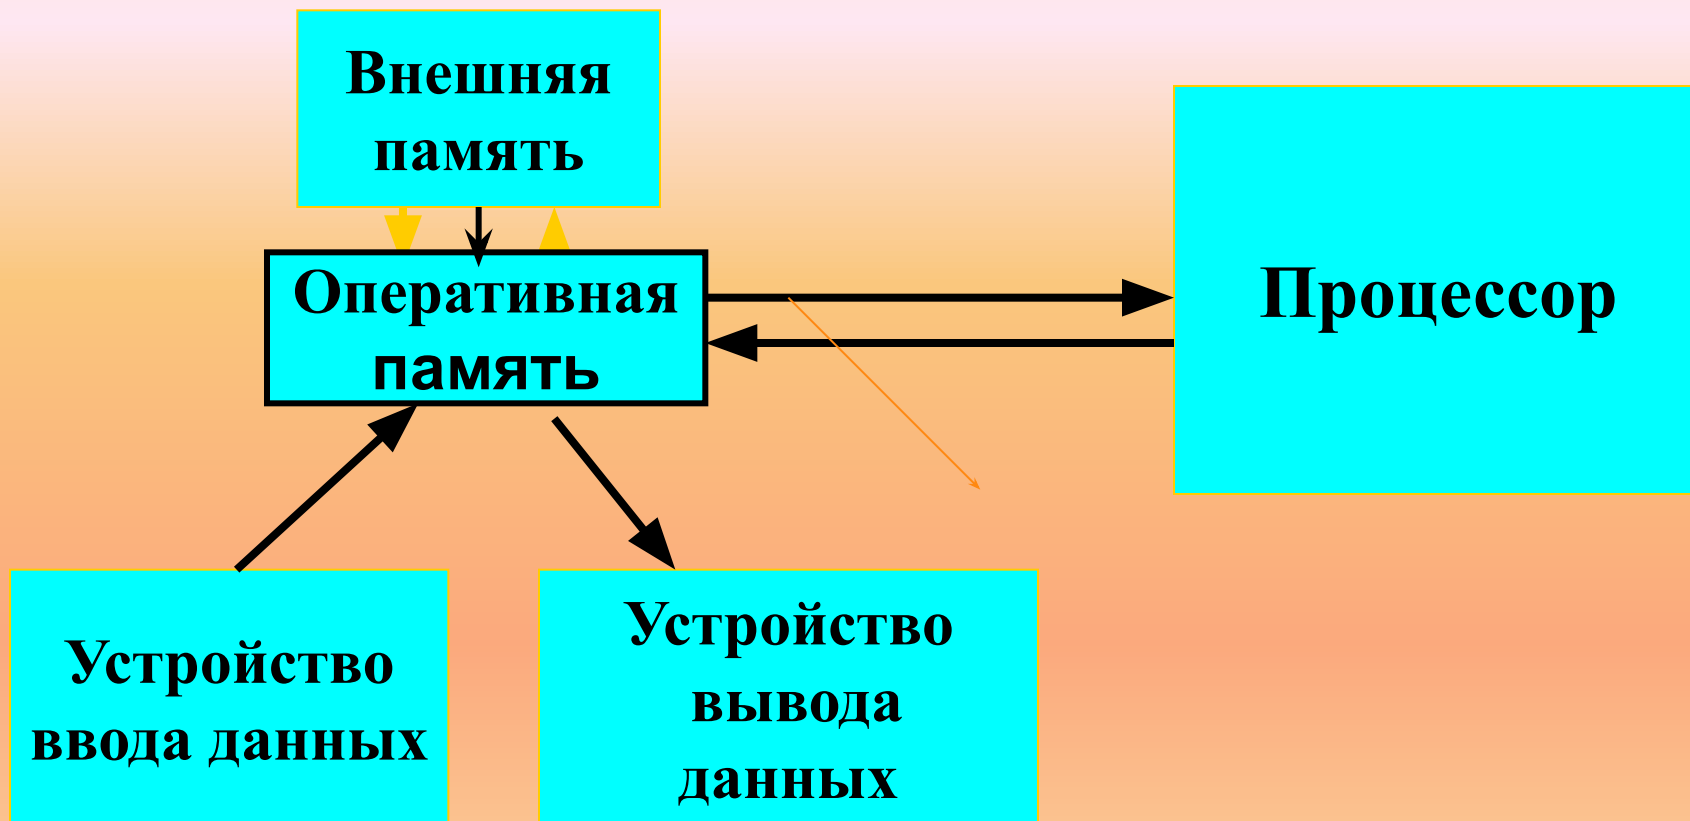 Внешняя
память
Оперативная
память
Процессор
Устройство
ввода данных
Устройство
вывода
данных